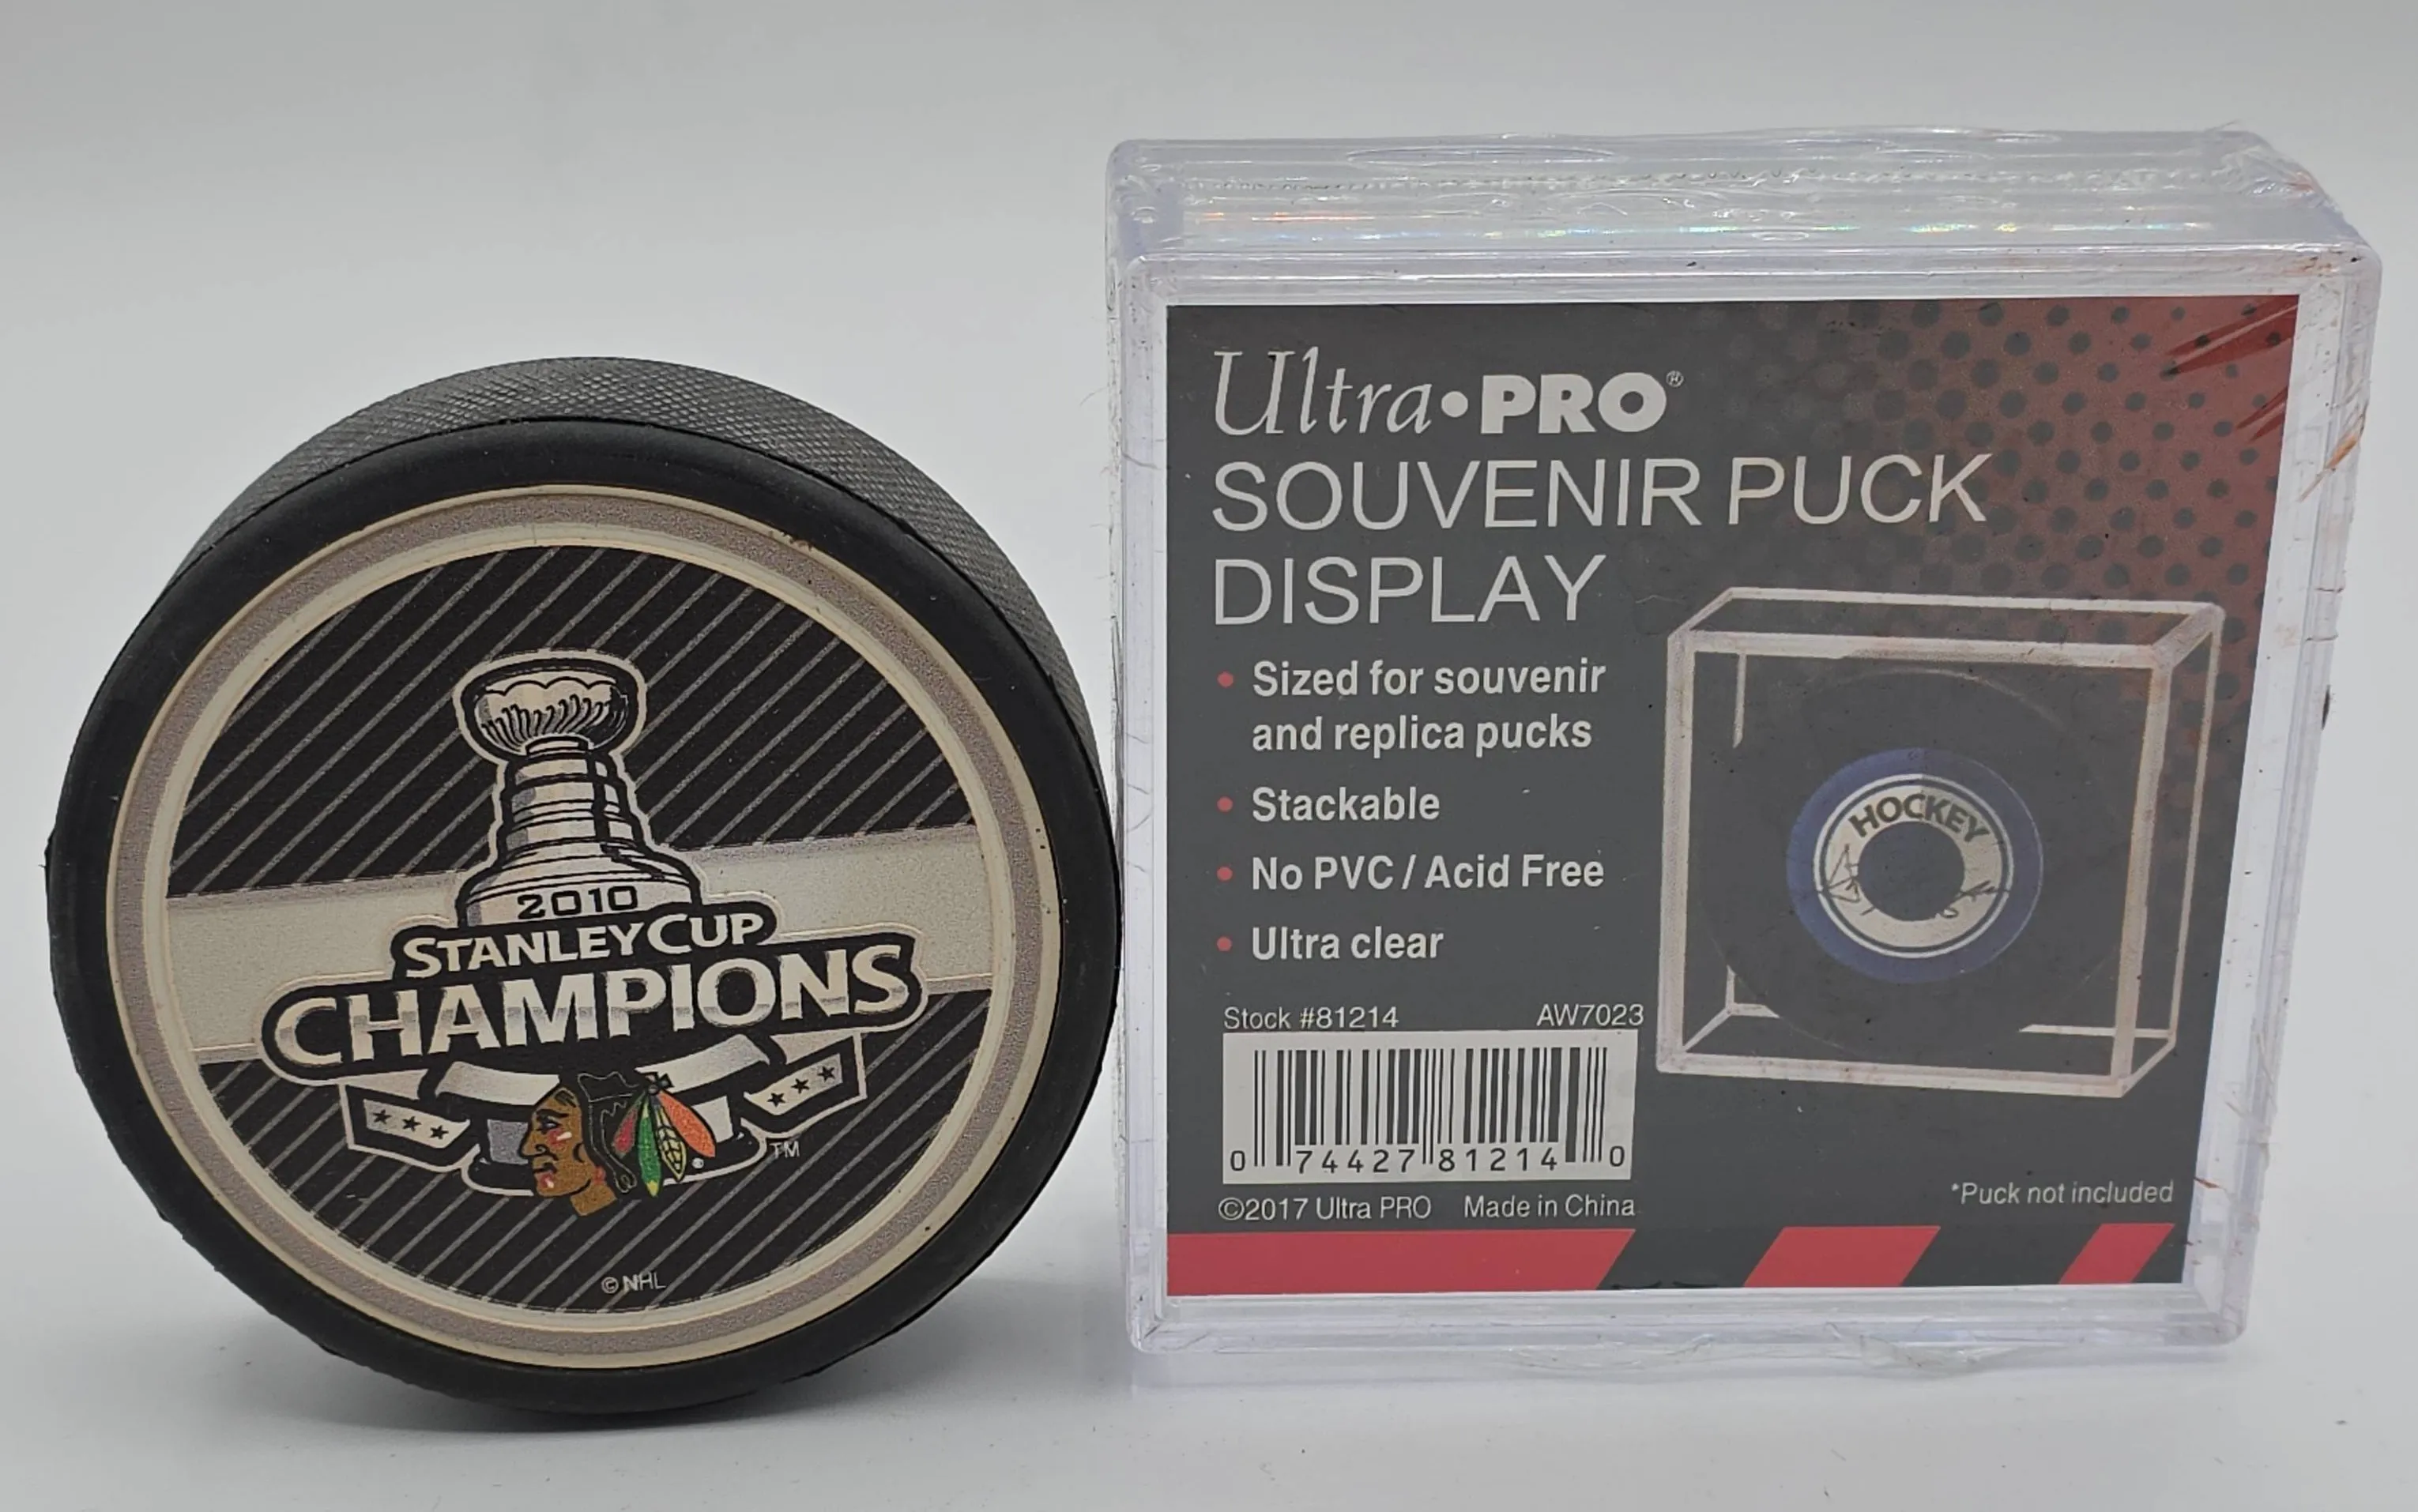 2010
STANLEY CUP
CHAMPIONS
TM
®
© NHL
Ultra•PRO®
SOUVENIR PUCK
DISPLAY
• Sized for souvenir
and replica pucks
• Stackable
• No PVC / Acid Free
• Ultra clear
HOCKEY
Stock #81214 AW7023
0 74427 81214 0
©2017 Ultra PRO Made in China
*Puck not included